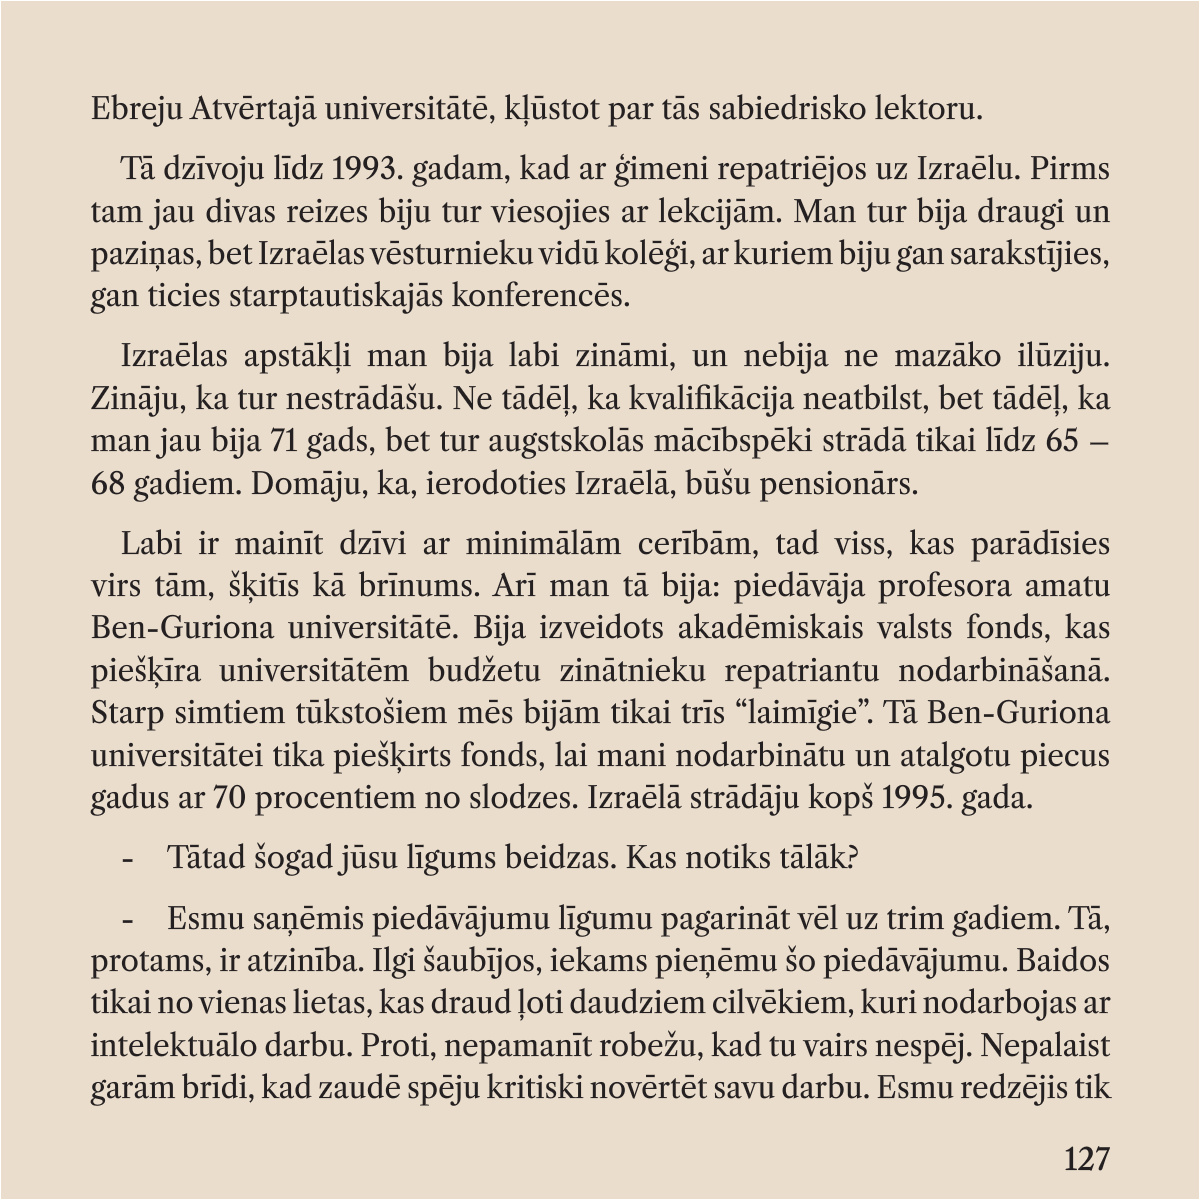 Ebreju Atvērtajā universitātē, kļūstot par tās sabiedrisko lektoru.
Tā dzīvoju līdz 1993. gadam, kad ar ģimeni repatriējos uz Izraēlu. Pirms
tam jau divas reizes biju tur viesojies ar lekcijām. Man tur bija draugi un
paziņas, bet Izraēlas vēsturnieku vidū kolēģi, ar kuriem biju gan sarakstījies,
gan ticies starptautiskajās konferencēs.
Izraēlas apstākļi man bija labi zināmi, un nebija ne mazāko ilūziju.
Zināju, ka tur nestrādāšu. Ne tādēļ, ka kvalifikācija neatbilst, bet tādēļ, ka
man jau bija 71 gads, bet tur augstskolās mācībspēki strādā tikai līdz 65 –
68 gadiem. Domāju, ka, ierodoties Izraēlā, būšu pensionārs.
Labi ir mainīt dzīvi ar minimālām cerībām, tad viss, kas parādīsies
virs tām, šķitīs kā brīnums. Arī man tā bija: piedāvāja profesora amatu
Ben-Guriona universitātē. Bija izveidots akadēmiskais valsts fonds, kas
piešķīra universitātēm budžetu zinātnieku repatriantu nodarbināšanā.
Starp simtiem tūkstošiem mēs bijām tikai trīs “laimīgie”. Tā Ben-Guriona
universitātei tika piešķirts fonds, lai mani nodarbinātu un atalgotu piecus
gadus ar 70 procentiem no slodzes. Izraēlā strādāju kopš 1995. gada.
- Tātad šogad jūsu līgums beidzas. Kas notiks tālāk?
- Esmu saņēmis piedāvājumu līgumu pagarināt vēl uz trim gadiem. Tā,
protams, ir atzinība. Ilgi šaubījos, iekams pieņēmu šo piedāvājumu. Baidos
tikai no vienas lietas, kas draud ļoti daudziem cilvēkiem, kuri nodarbojas ar
intelektuālo darbu. Proti, nepamanīt robežu, kad tu vairs nespēj. Nepalaist
garām brīdi, kad zaudē spēju kritiski novērtēt savu darbu. Esmu redzējis tik
127